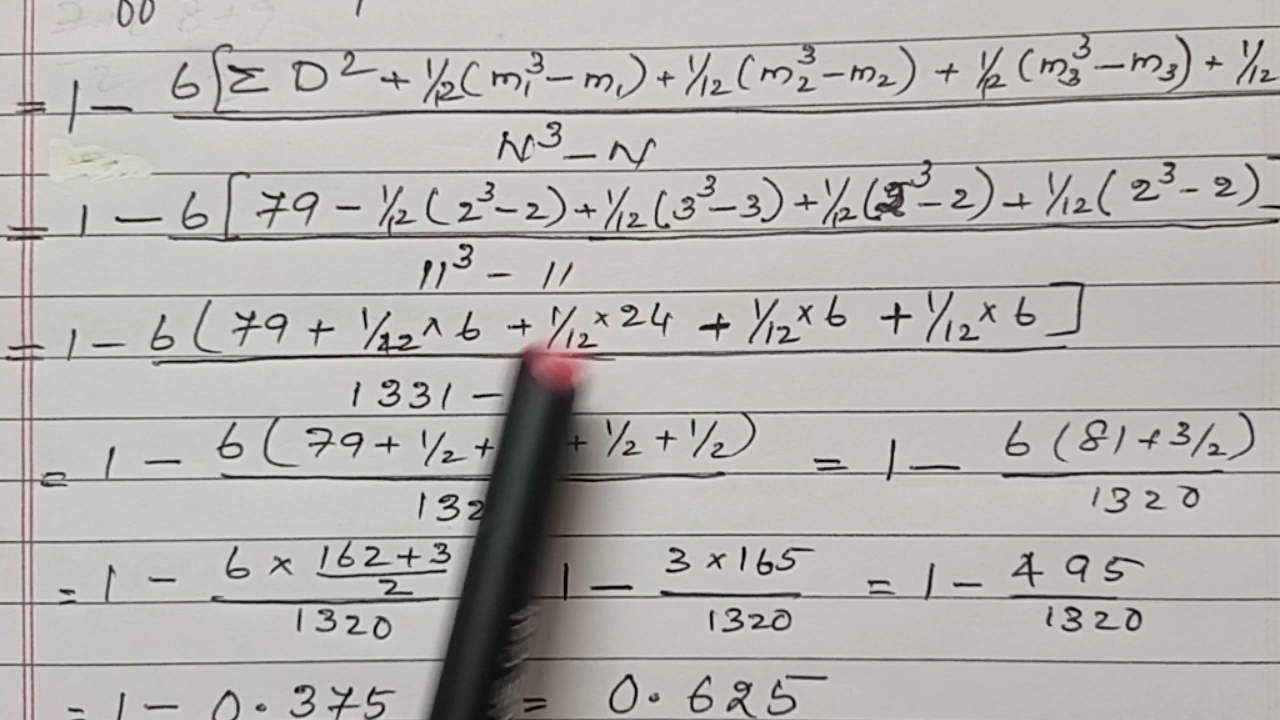 = 1 - 6[Σ D² + 1/12(m₁³ - m₁) + 1/12(m₂³ - m₂) + 1/12(m₃³ - m₃) + 1/12
N³ - N
= 1 - 6[79 - 1/12(2³ - 2) + 1/12(3³ - 3) + 1/12(2³ - 2) + 1/12(2³ - 2)
11³ - 11
= 1 - 6(79 + 1/12 × 6 + 1/12 × 24 + 1/12 × 6 + 1/12 × 6]
1331 -
= 1 - 6(79 + 1/2 + + 1/2 + 1/2) = 1 - 6(81 + 3/2)
132 1320
= 1 - 6 × 162 + 3 / 2 1 - 3 × 165 = 1 - 495
1320 1320 1320
= 1 - 0.375 = 0.625